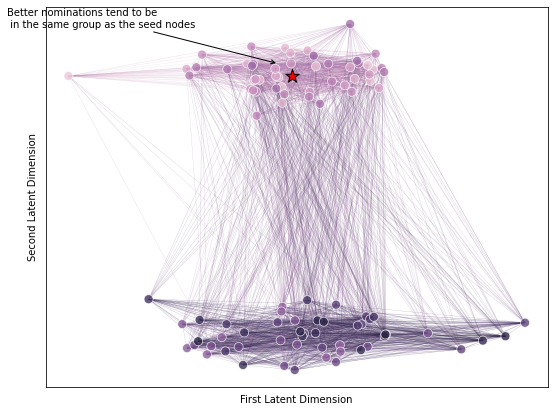 Better nominations tend to be
in the same group as the seed nodes
Second Latent Dimension
First Latent Dimension